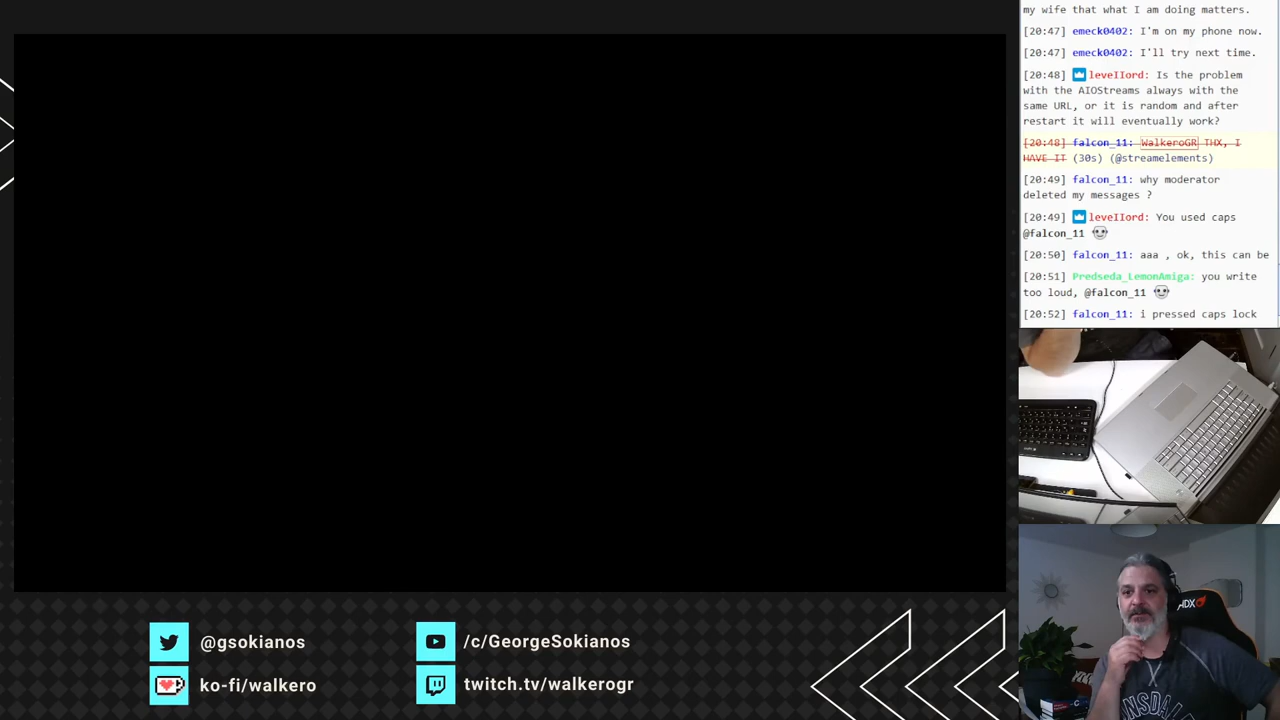 my wife that what I am doing matters.
[20:47] emeck0402: I'm on my phone now.
[20:47] emeck0402: I'll try next time.
[20:48] leveIIord: Is the problem
with the AIOStreams always with the
same URL, or it is random and after
restart it will eventually work?
[20:48] falcon_11: WalkeroGR THX, I
HAVE IT (30s) (@streamelements)
[20:49] falcon_11: why moderator
deleted my messages ?
[20:49] leveIIord: You used caps
@falcon_11
[20:50] falcon_11: aaa , ok, this can be
[20:51] Predseda_LemonAmiga: you write
too loud, @falcon_11
[20:52] falcon_11: i pressed caps lock
@gsokianos
/c/GeorgeSokianos
ko-fi/walkero
twitch.tv/walkerogr